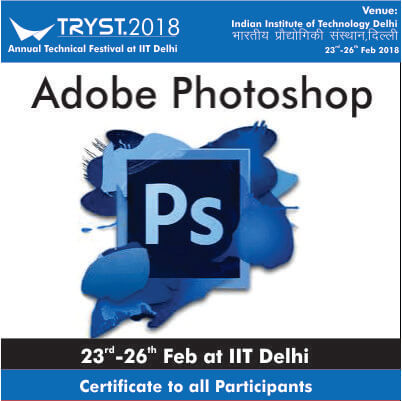 TRYST.2018
Annual Technical Festival at IIT Delhi
Venue:
Indian Institute of Technology Delhi
भारतीय प्रौद्योगिकी संस्थान,दिल्ली
23rd-26th Feb 2018
Adobe Photoshop
Ps
23rd-26th Feb at IIT Delhi
Certificate to all Participants